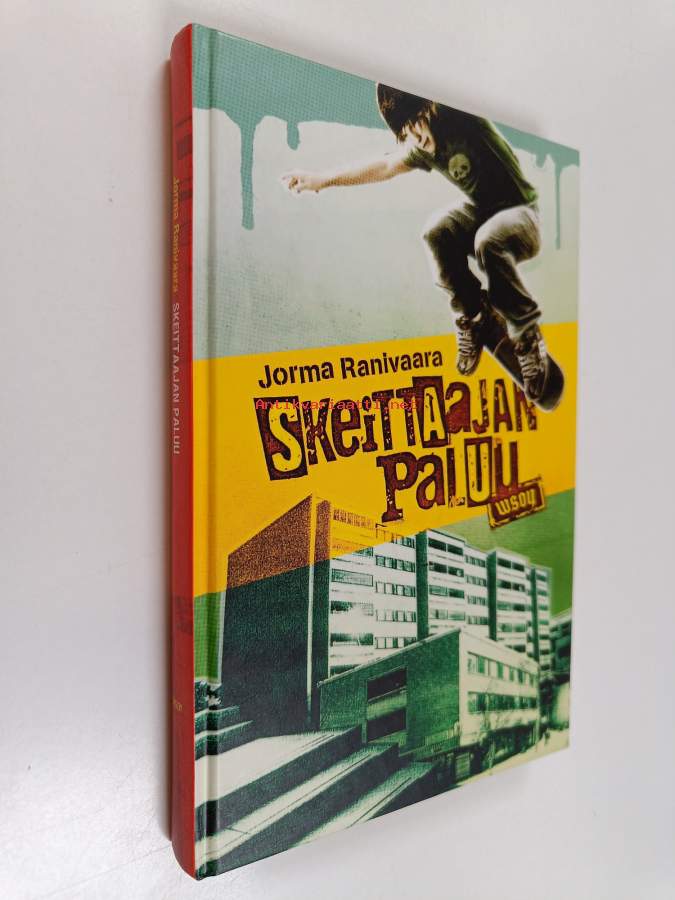 Jorma Ranivaara
Antikvariaatti.net
SKeiTTAaJAN
PaLUU
wsoy
Jorma Ranivaara SKEITTAAJAN PALUU